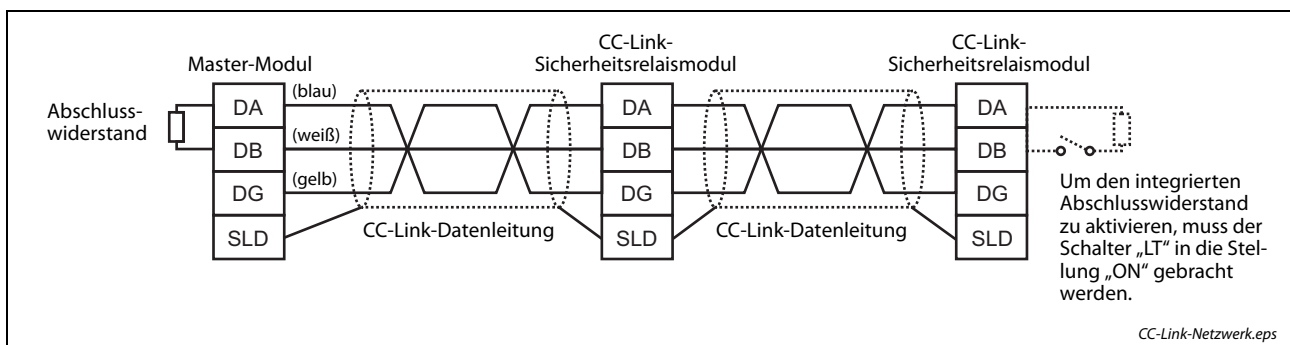 CC-Link-
Sicherheitsrelaismodul
CC-Link-
Sicherheitsrelaismodul
Master-Modul
Abschluss-
widerstand
DA
DB
DG
SLD
(blau)
(weiß)
(gelb)
CC-Link-Datenleitung
DA
DB
DG
SLD
CC-Link-Datenleitung
DA
DB
DG
SLD
Um den integrierten
Abschlusswiderstand
zu aktivieren, muss der
Schalter „LT“ in die Stel-
lung „ON“ gebracht
werden.
CC-Link-Netzwerk.eps